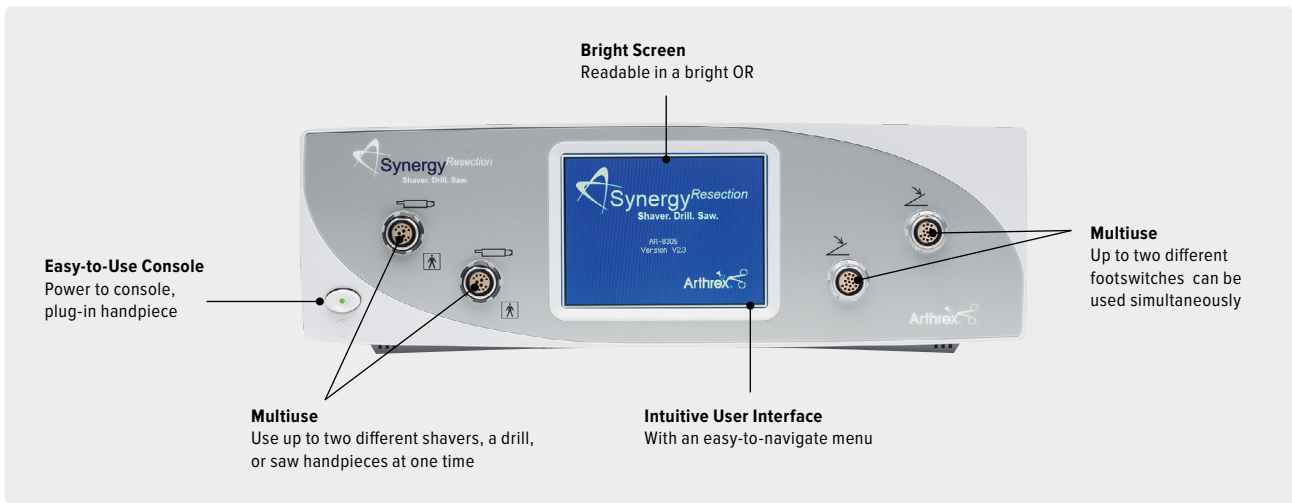 Bright Screen
Readable in a bright OR
Synergy Resection
Shaver. Drill. Saw.
Synergy Resection
Shaver. Drill. Saw.
AR-8305
Version V2.3
Arthrex
Arthrex
Easy-to-Use Console
Power to console,
plug-in handpiece
Multiuse
Up to two different
footswitches can be
used simultaneously
Multiuse
Use up to two different shavers, a drill,
or saw handpieces at one time
Intuitive User Interface
With an easy-to-navigate menu